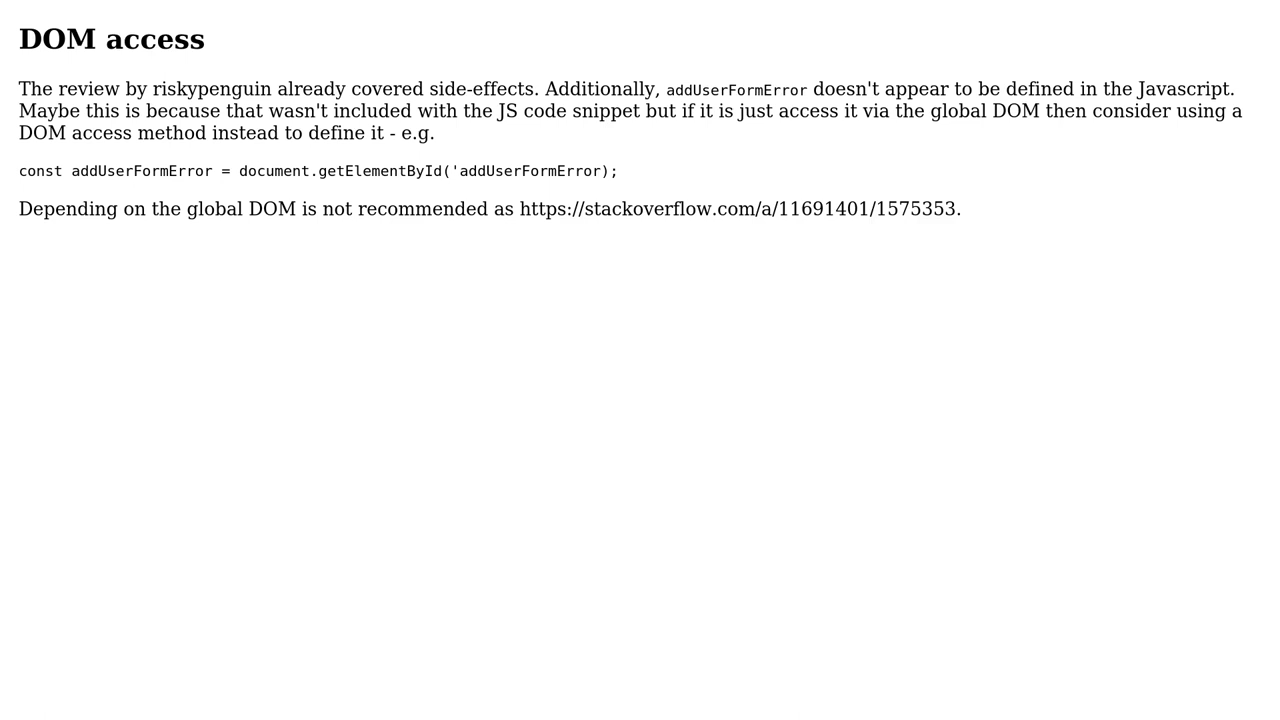 DOM access
The review by riskypenguin already covered side-effects. Additionally, addUserFormError doesn't appear to be defined in the Javascript.
Maybe this is because that wasn't included with the JS code snippet but if it is just access it via the global DOM then consider using a
DOM access method instead to define it - e.g.
const addUserFormError = document.getElementById('addUserFormError);
Depending on the global DOM is not recommended as https://stackoverflow.com/a/11691401/1575353.